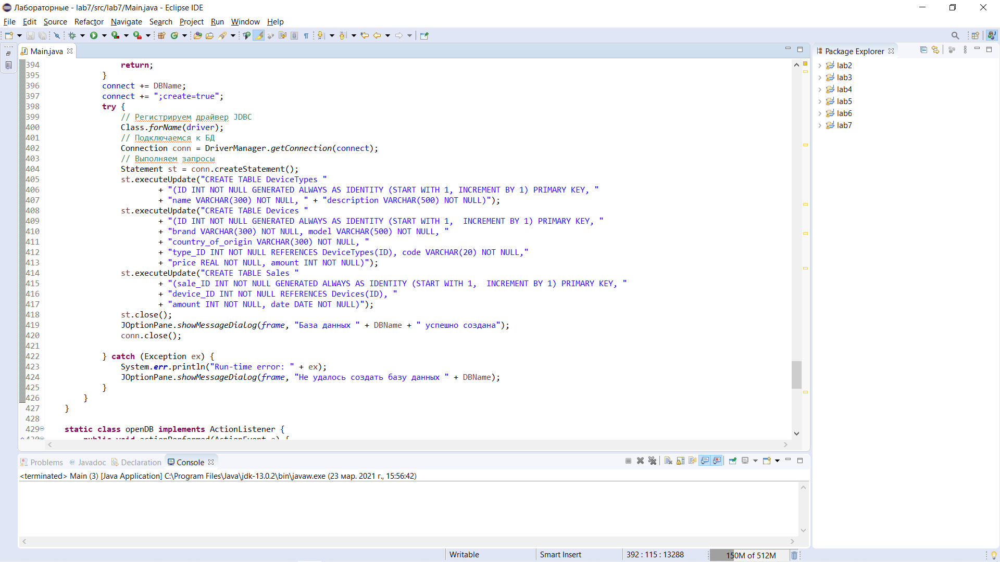 Лабораторные - lab7/src/lab7/Main.java - Eclipse IDE
File Edit Source Refactor Navigate Search Project Run Window Help
Main.java
394 return;
395 }
396 connect += DBName;
397 connect += ";create=true";
398 try {
399 // Регистрируем драйвер JDBC
400 Class.forName(driver);
401 // Подключаемся к БД
402 Connection conn = DriverManager.getConnection(connect);
403 // Выполняем запросы
404 Statement st = conn.createStatement();
405 st.executeUpdate("CREATE TABLE DeviceTypes "
406 + "(ID INT NOT NULL GENERATED ALWAYS AS IDENTITY (START WITH 1, INCREMENT BY 1) PRIMARY KEY, "
407 + "name VARCHAR(300) NOT NULL, " + "description VARCHAR(500) NOT NULL)");
408 st.executeUpdate("CREATE TABLE Devices "
409 + "(ID INT NOT NULL GENERATED ALWAYS AS IDENTITY (START WITH 1,  INCREMENT BY 1) PRIMARY KEY, "
410 + "brand VARCHAR(300) NOT NULL, model VARCHAR(500) NOT NULL, "
411 + "country_of_origin VARCHAR(300) NOT NULL, "
412 + "type_ID INT NOT NULL REFERENCES DeviceTypes(ID), code VARCHAR(20) NOT NULL,"
413 + "price REAL NOT NULL, amount INT NOT NULL)");
414 st.executeUpdate("CREATE TABLE Sales "
415 + "(sale_ID INT NOT NULL GENERATED ALWAYS AS IDENTITY (START WITH 1,  INCREMENT BY 1) PRIMARY KEY, "
416 + "device_ID INT NOT NULL REFERENCES Devices(ID), "
417 + "amount INT NOT NULL, date DATE NOT NULL)");
418 st.close();
419 JOptionPane.showMessageDialog(frame, "База данных " + DBName + " успешно создана");
420 conn.close();
421
422 } catch (Exception ex) {
423 System.err.println("Run-time error: " + ex);
424 JOptionPane.showMessageDialog(frame, "Не удалось создать базу данных " + DBName);
425 }
426 }
427 }
428
429 static class openDB implements ActionListener {
430 public void actionPerformed(ActionEvent e) {
Package Explorer
lab2
lab3
lab4
lab5
lab6
lab7
Problems @ Javadoc Declaration Console
<terminated> Main (3) [Java Application] C:\Program Files\Java\jdk-13.0.2\bin\javaw.exe (23 мар. 2021 г., 15:56:42)
Writable Smart Insert 392 : 115 : 13288 150M of 512M